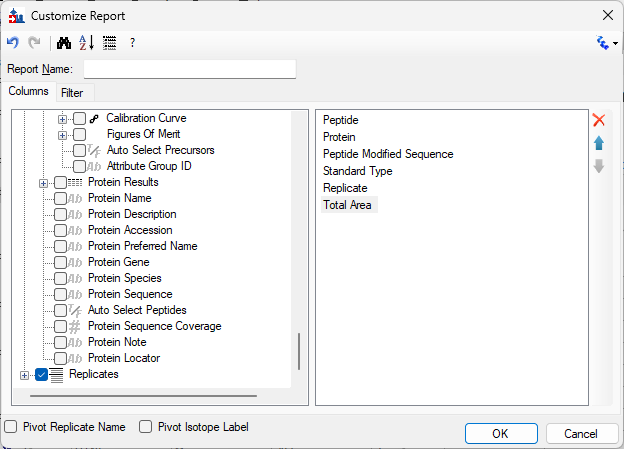 Customize Report
Report Name:
Columns
Filter
Calibration Curve
Figures Of Merit
Auto Select Precursors
Attribute Group ID
Protein Results
Protein Name
Protein Description
Protein Accession
Protein Preferred Name
Protein Gene
Protein Species
Protein Sequence
Auto Select Peptides
Protein Sequence Coverage
Protein Note
Protein Locator
Replicates
Peptide
Protein
Peptide Modified Sequence
Standard Type
Replicate
Total Area
Pivot Replicate Name
Pivot Isotope Label
OK
Cancel